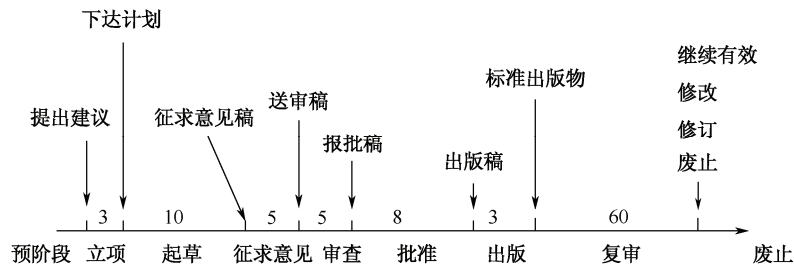 下达计划
提出建议
征求意见稿
送审稿
报批稿
出版稿
标准出版物
继续有效
修改
修订
废止
3 10 5 5 8 3 60
预阶段 立项 起草 征求意见 审查 批准 出版 复审 废止